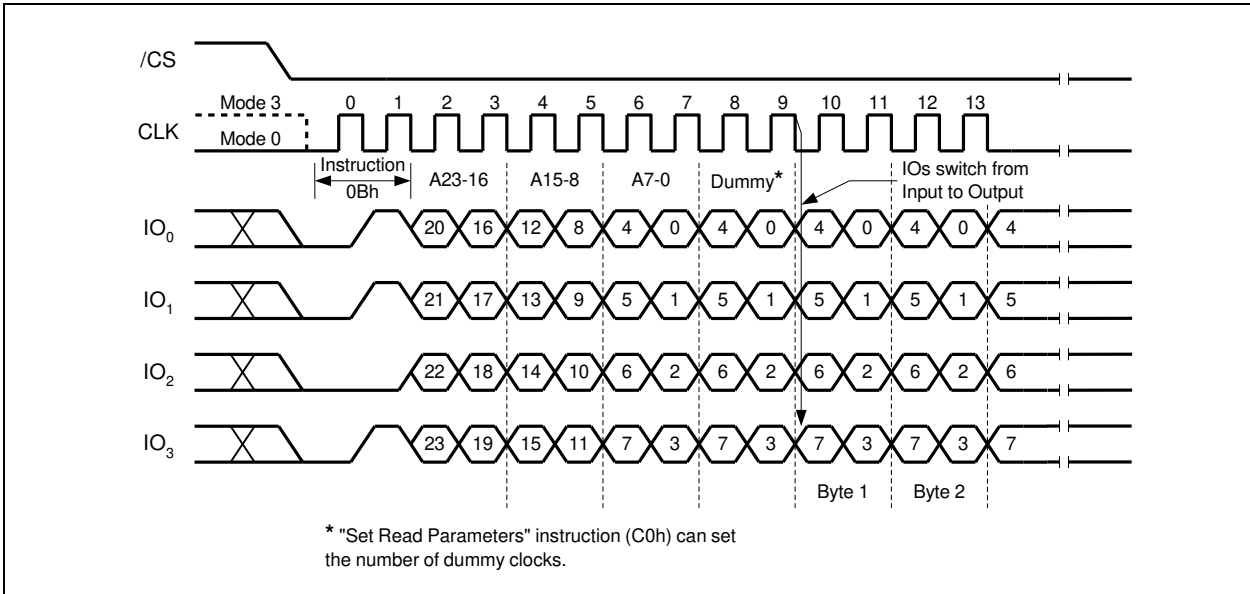 /CS
Mode 3 0 1 2 3 4 5 6 7 8 9 10 11 12 13
CLK
Mode 0
Instruction
0Bh
A23-16 A15-8 A7-0 Dummy*
IOs switch from
Input to Output
IO0 20 16 12 8 4 0 4 0 4 0 4 0 4
IO1 21 17 13 9 5 1 5 1 5 1 5 1 5
IO2 22 18 14 10 6 2 6 2 6 2 6 2 6
IO3 23 19 15 11 7 3 7 3 7 3 7 3 7
Byte 1 Byte 2
* "Set Read Parameters" instruction (C0h) can set
the number of dummy clocks.